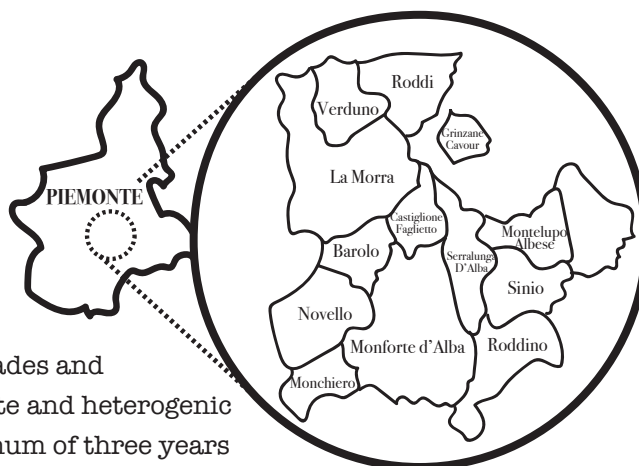 Roddi
Verduno
Grinzane
Cavour
La Morra
PIEMONTE
Castiglione
Faglietto
Montelupo
Albese
Barolo
Serralunga
D'Alba
Sinio
Novello
Monforte d'Alba
Roddino
Monchiero
ades and
te and heterogenic
num of three years